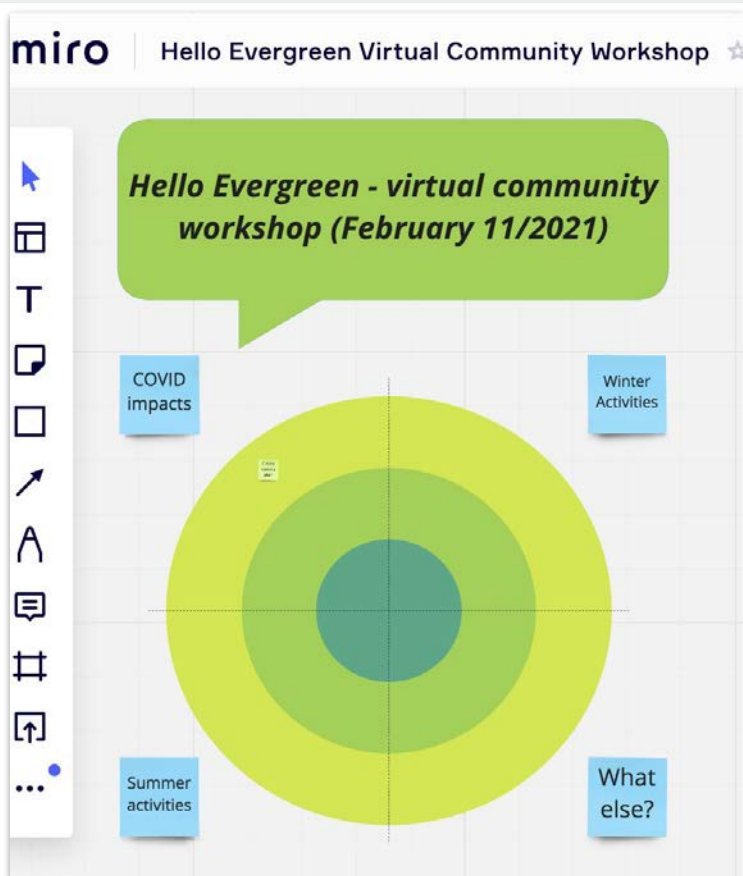 miro
Hello Evergreen Virtual Community Workshop
Hello Evergreen - virtual community
workshop (February 11/2021)
COVID
impacts
Winter
Activities
Summer
activities
What
else?